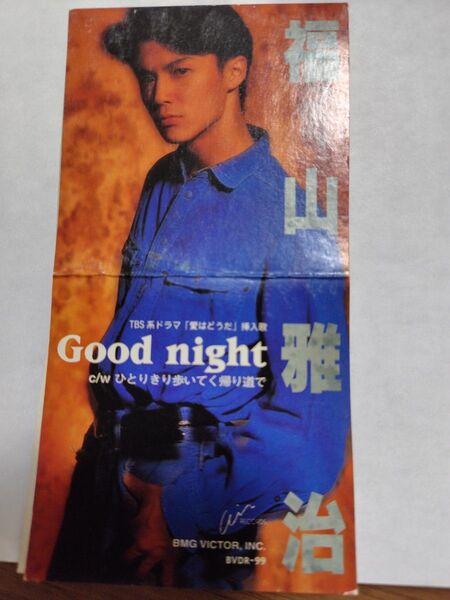 福山雅治
TBS系ドラマ「愛はどうだ」挿入歌
Good night
c/w ひとりきり歩いてく帰り道で
Air
RECORDS
BMG VICTOR, INC.
BVDR-99